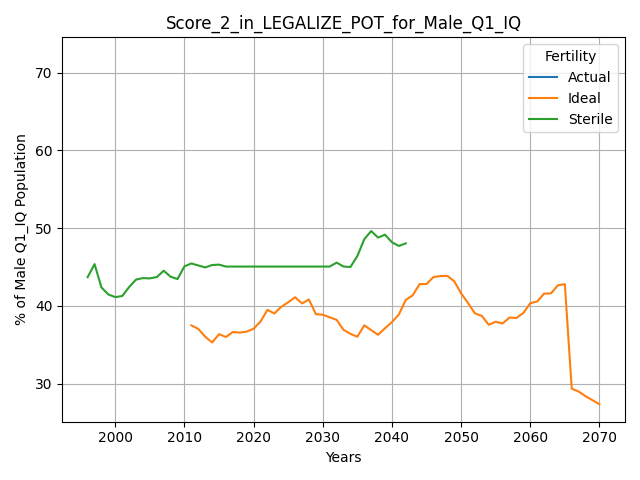 Score_2_in_LEGALIZE_POT_for_Male_Q1_IQ
Fertility
Actual
Ideal
Sterile
% of Male Q1_IQ Population
70
60
50
40
30
2000
2010
2020
2030
2040
2050
2060
2070
Years